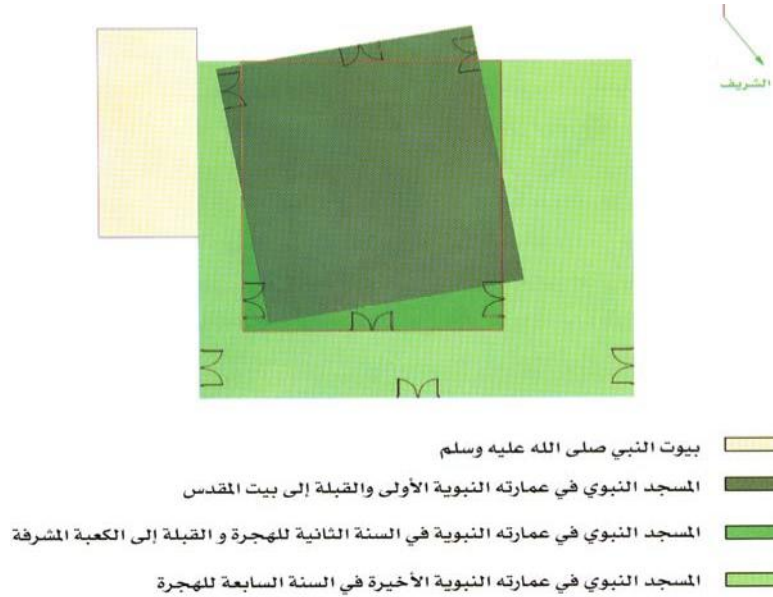 الشريف
بيوت النبي صلى الله عليه وسلم
المسجد النبوي في عمارته النبوية الأولى والقبلة إلى بيت المقدس
المسجد النبوي في عمارته النبوية في السنة الثانية للهجرة و القبلة إلى الكعبة المشرفة
المسجد النبوي في عمارته النبوية الأخيرة في السنة السابعة للهجرة